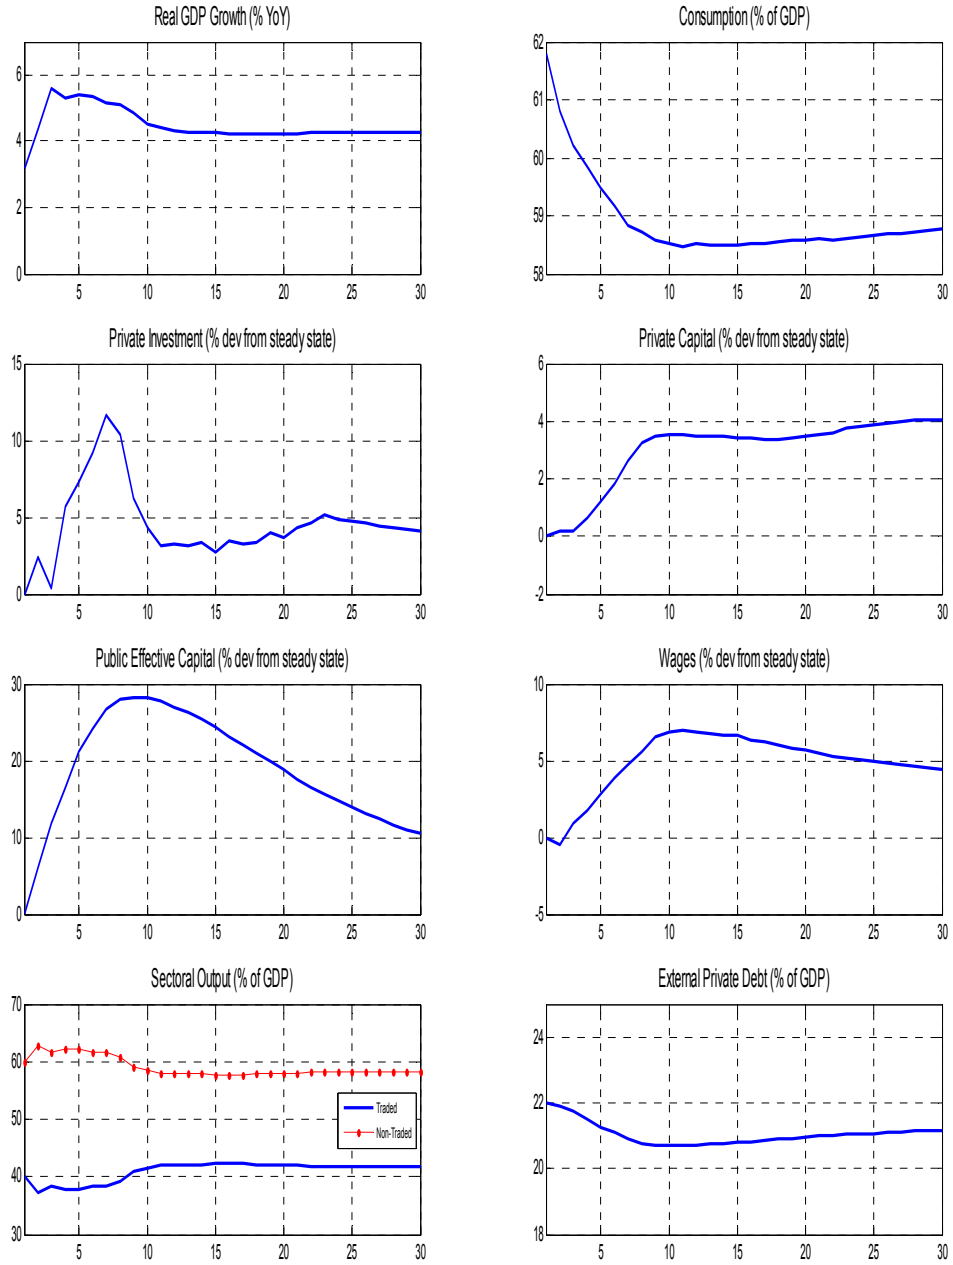 Real GDP Growth (% YoY)
6
4
2
0
5 10 15 20 25 30
Consumption (% of GDP)
62
61
60
59
58
5 10 15 20 25 30
Private Investment (% dev from steady state)
15
10
5
0
5 10 15 20 25 30
Private Capital (% dev from steady state)
6
4
2
0
-2
5 10 15 20 25 30
Public Effective Capital (% dev from steady state)
30
20
10
0
5 10 15 20 25 30
Wages (% dev from steady state)
10
5
0
-5
5 10 15 20 25 30
Sectoral Output (% of GDP)
70
60
50
40
30
Traded
Non-Traded
5 10 15 20 25 30
External Private Debt (% of GDP)
24
22
20
18
5 10 15 20 25 30